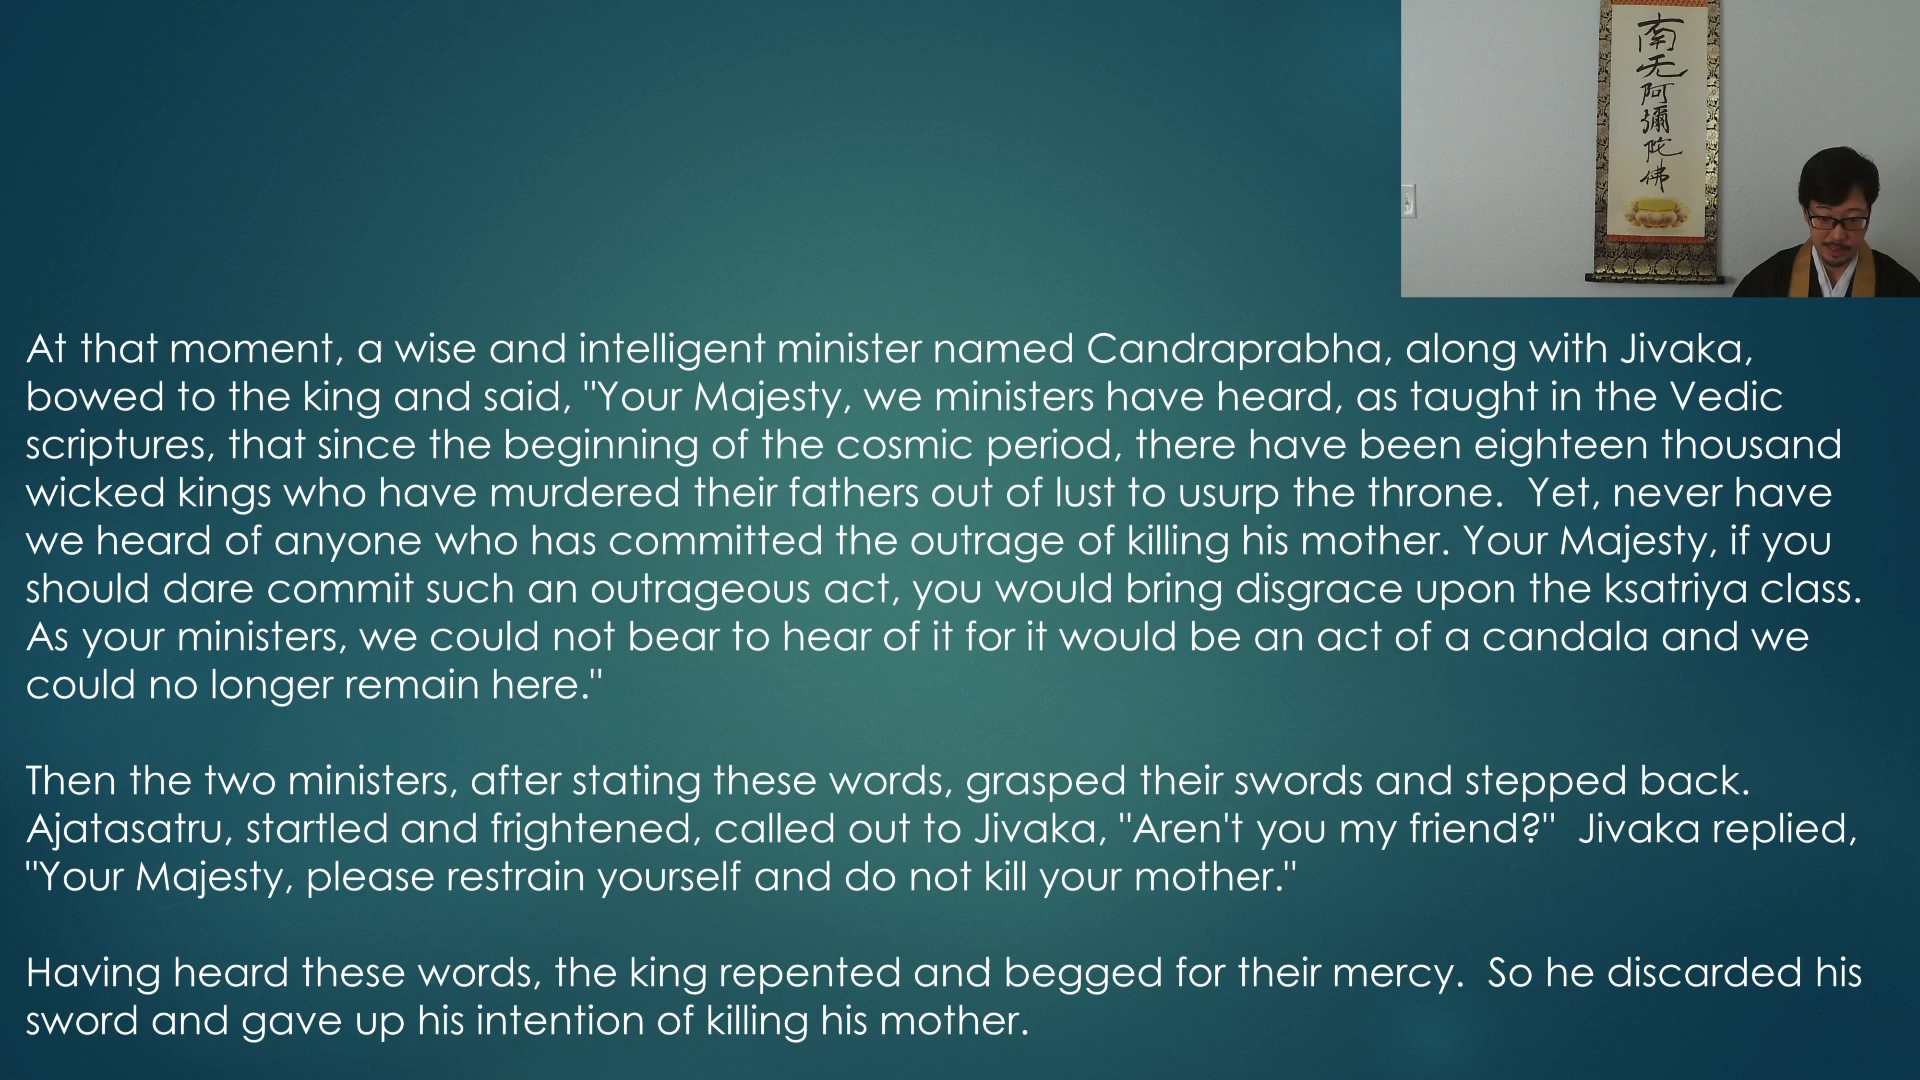 南
无
阿
彌
陀
佛
At that moment, a wise and intelligent minister named Candraprabha, along with Jivaka,
bowed to the king and said, "Your Majesty, we ministers have heard, as taught in the Vedic
scriptures, that since the beginning of the cosmic period, there have been eighteen thousand
wicked kings who have murdered their fathers out of lust to usurp the throne.  Yet, never have
we heard of anyone who has committed the outrage of killing his mother. Your Majesty, if you
should dare commit such an outrageous act, you would bring disgrace upon the ksatriya class.
As your ministers, we could not bear to hear of it for it would be an act of a candala and we
could no longer remain here."
Then the two ministers, after stating these words, grasped their swords and stepped back.
Ajatasatru, startled and frightened, called out to Jivaka, "Aren't you my friend?"  Jivaka replied,
"Your Majesty, please restrain yourself and do not kill your mother."
Having heard these words, the king repented and begged for their mercy.  So he discarded his
sword and gave up his intention of killing his mother.